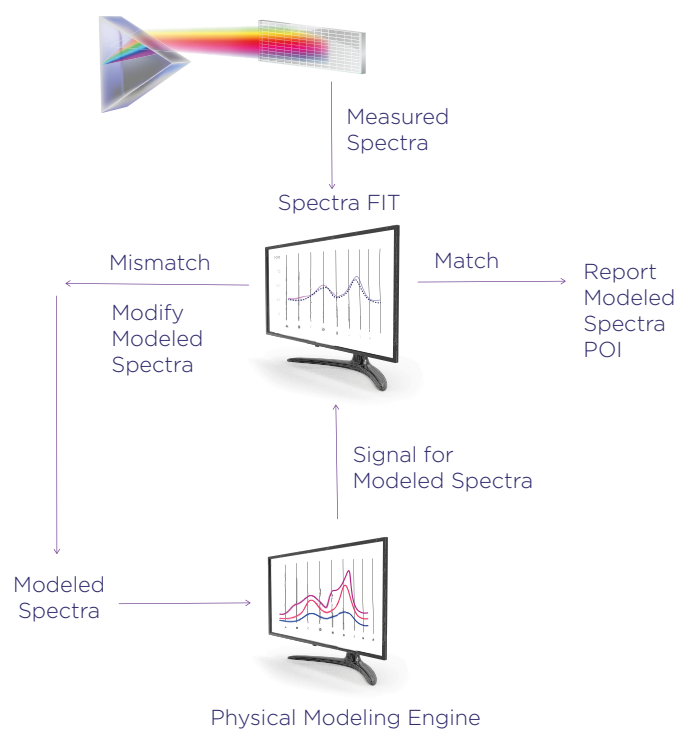 Measured
Spectra
Spectra FIT
Mismatch
Match
Modify
Modeled
Spectra
Report
Modeled
Spectra
POI
Signal for
Modeled Spectra
Modeled
Spectra
Physical Modeling Engine